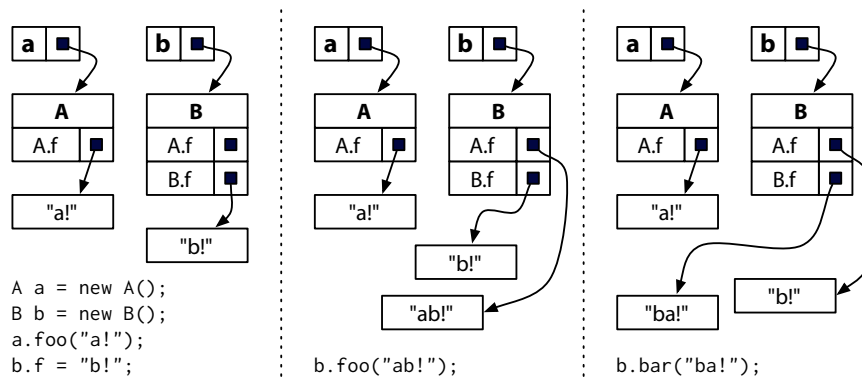 a
b
A
A.f
"a!"
B
A.f
B.f
"b!"
A a = new A();
B b = new B();
a.foo("a!");
b.f = "b!";
a
b
A
A.f
"a!"
B
A.f
B.f
"b!"
"ab!"
b.foo("ab!");
a
b
A
A.f
"a!"
B
A.f
B.f
"ba!"
"b!"
b.bar("ba!");